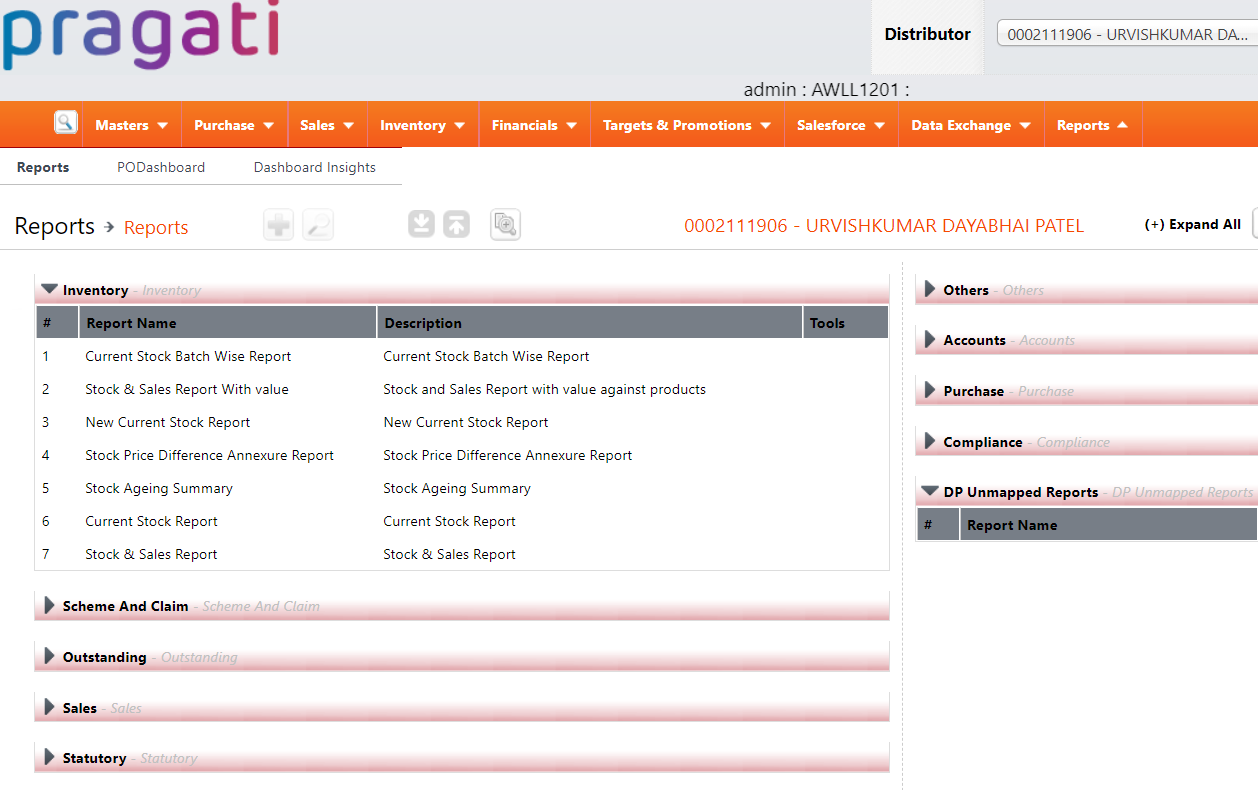 pragati
Distributor 0002111906 - URVISHKUMAR DA...
admin : AWLL1201 :
Masters Purchase Sales Inventory Financials Targets & Promotions Salesforce Data Exchange Reports
Reports PODashboard Dashboard Insights
Reports Reports 0002111906 - URVISHKUMAR DAYABHAI PATEL (+) Expand All
Inventory - Inventory
# Report Name Description Tools
1 Current Stock Batch Wise Report Current Stock Batch Wise Report
2 Stock & Sales Report With value Stock and Sales Report with value against products
3 New Current Stock Report New Current Stock Report
4 Stock Price Difference Annexure Report Stock Price Difference Annexure Report
5 Stock Ageing Summary Stock Ageing Summary
6 Current Stock Report Current Stock Report
7 Stock & Sales Report Stock & Sales Report
Scheme And Claim - Scheme And Claim
Outstanding - Outstanding
Sales - Sales
Statutory - Statutory
Others - Others
Accounts - Accounts
Purchase - Purchase
Compliance - Compliance
DP Unmapped Reports - DP Unmapped Reports
# Report Name